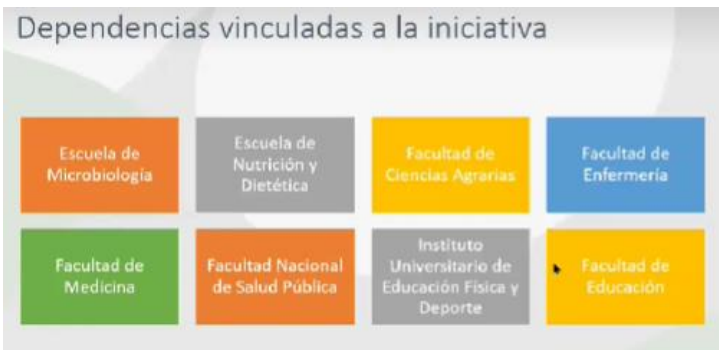 Dependencias vinculadas a la iniciativa
Escuela de
Microbiología
Escuela de
Nutrición y
Dietética
Facultad de
Ciencias Agrarias
Facultad de
Enfermería
Facultad de
Medicina
Facultad Nacional
de Salud Pública
Instituto
Universitario de
Educación Física y
Deporte
Facultad de
Educación